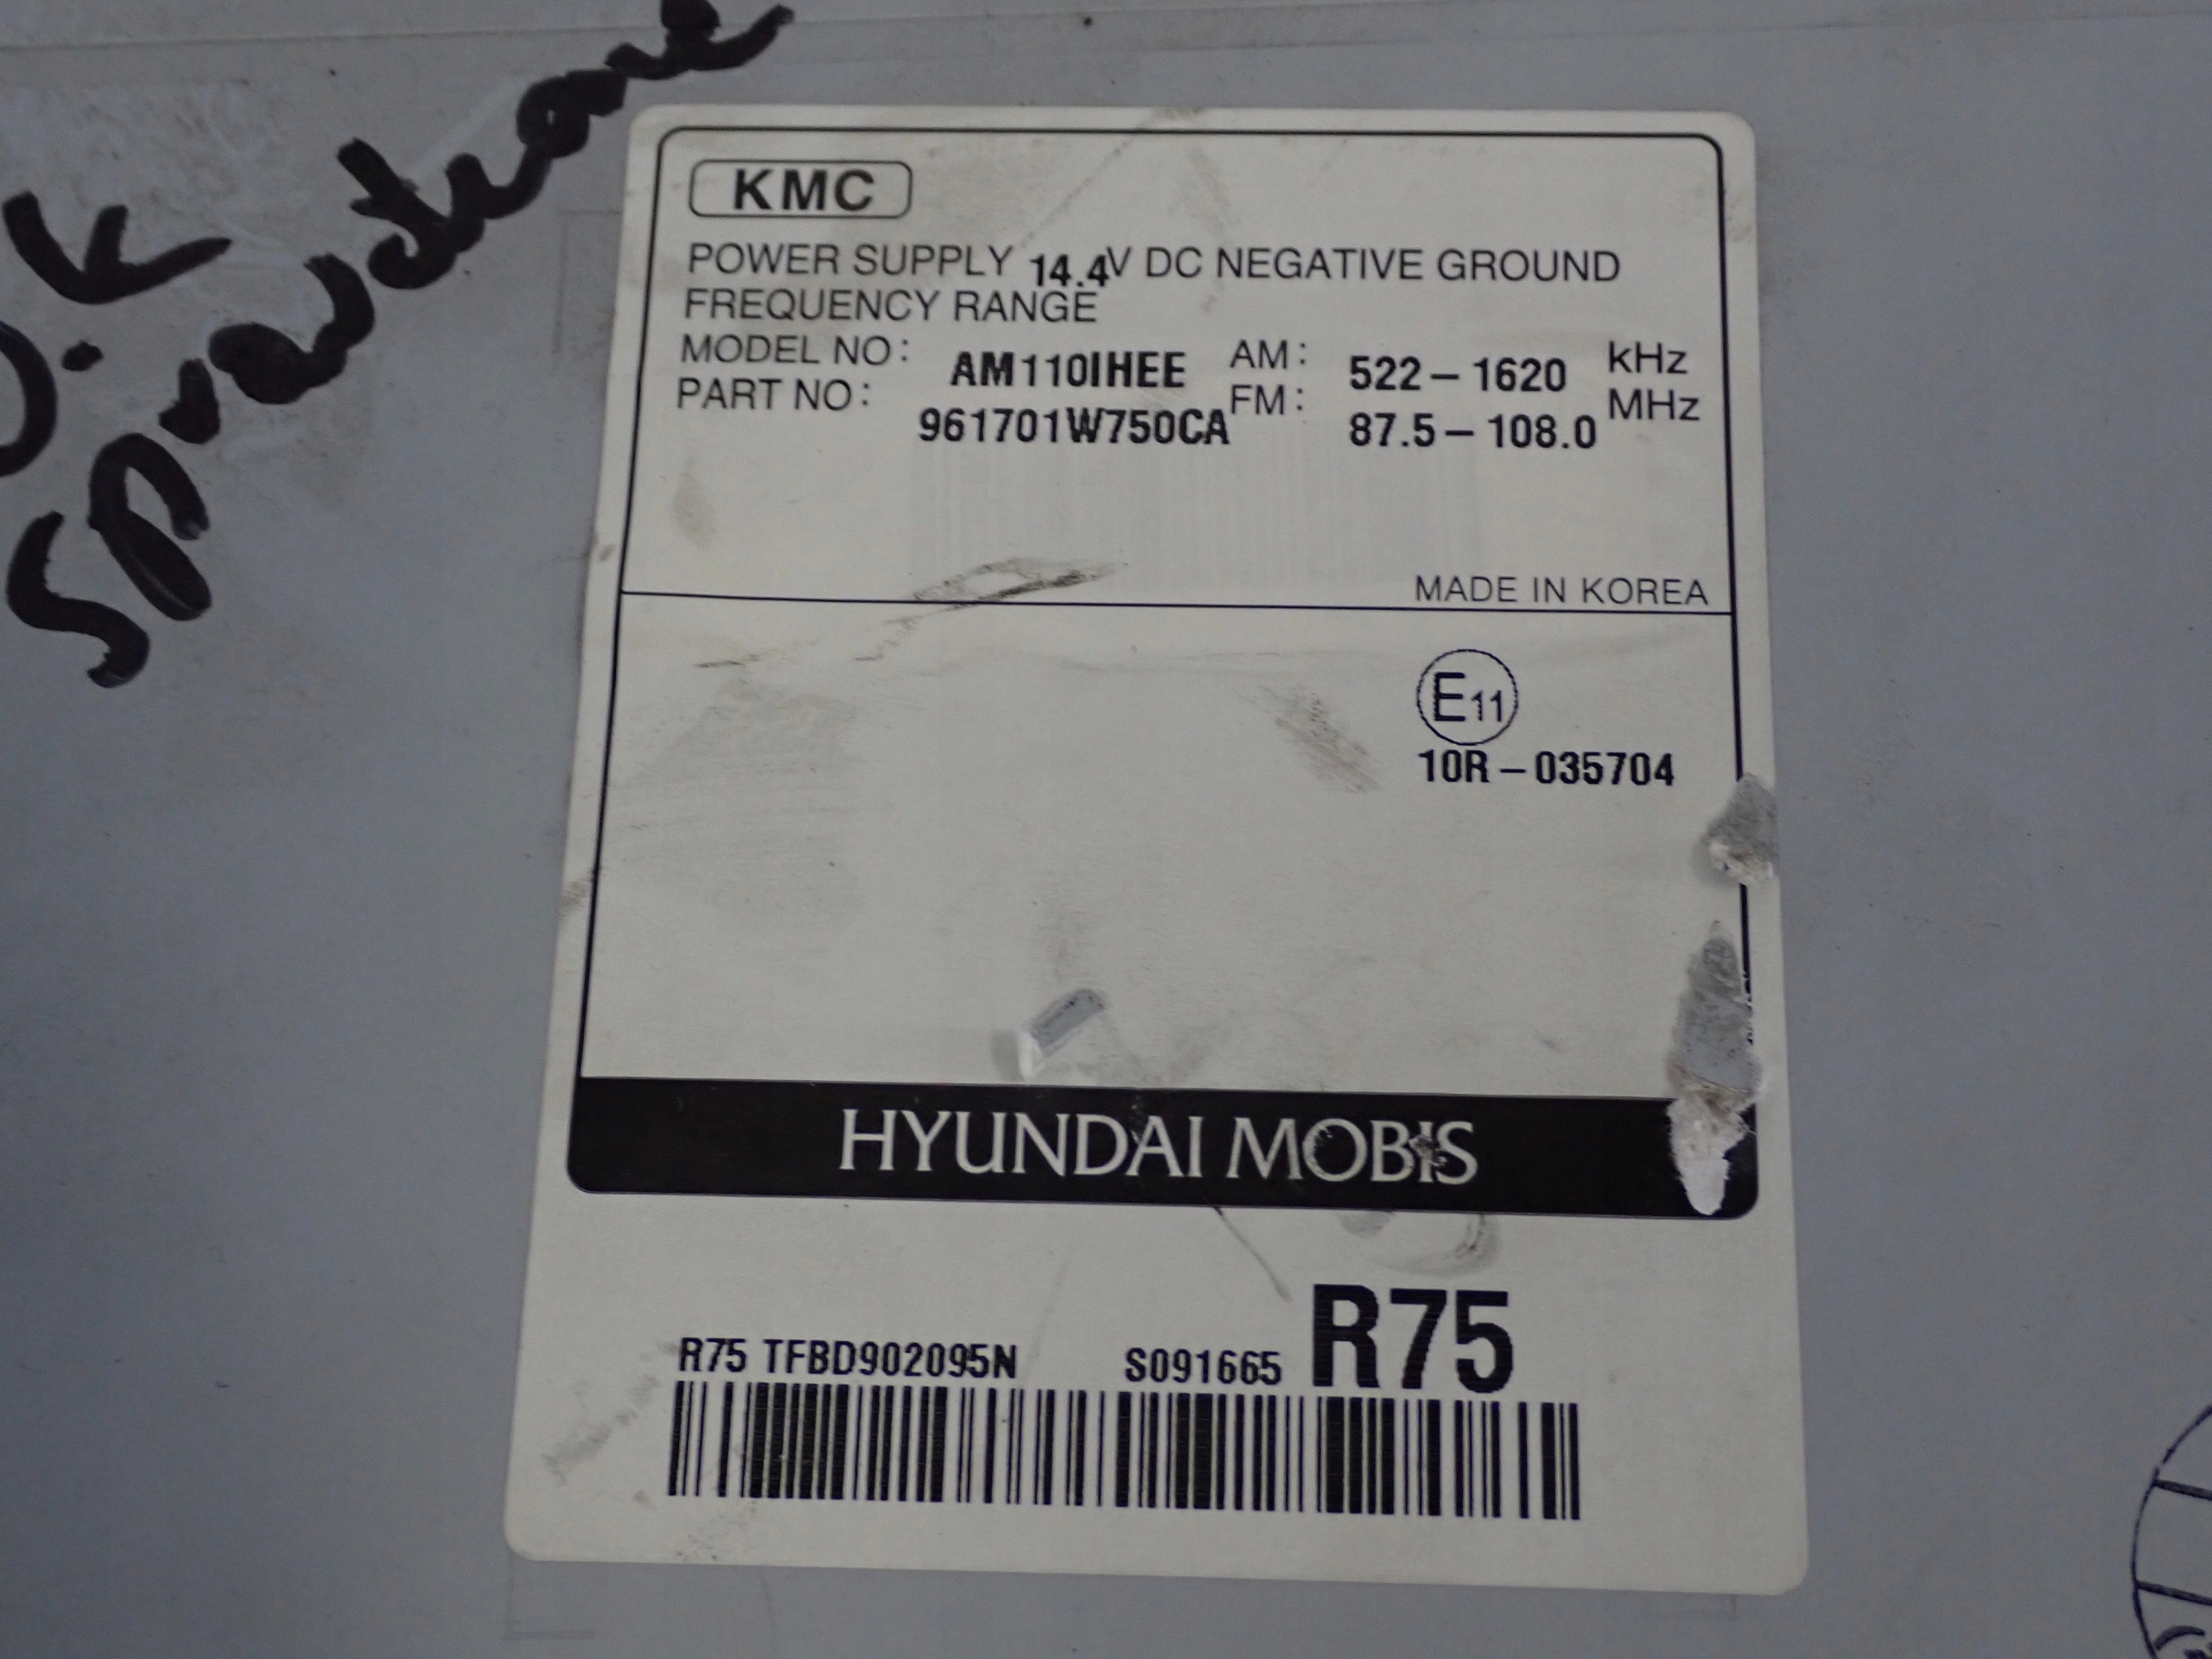 O.K
Sprawdzone
KMC
POWER SUPPLY 14.4V DC NEGATIVE GROUND
FREQUENCY RANGE
MODEL NO: AM110IHEE AM: 522-1620 kHz
PART NO: 961701W750CA FM: 87.5-108.0 MHz
MADE IN KOREA
E11
10R-035704
HYUNDAI MOBIS
R75 TFBD902095N S091665 R75